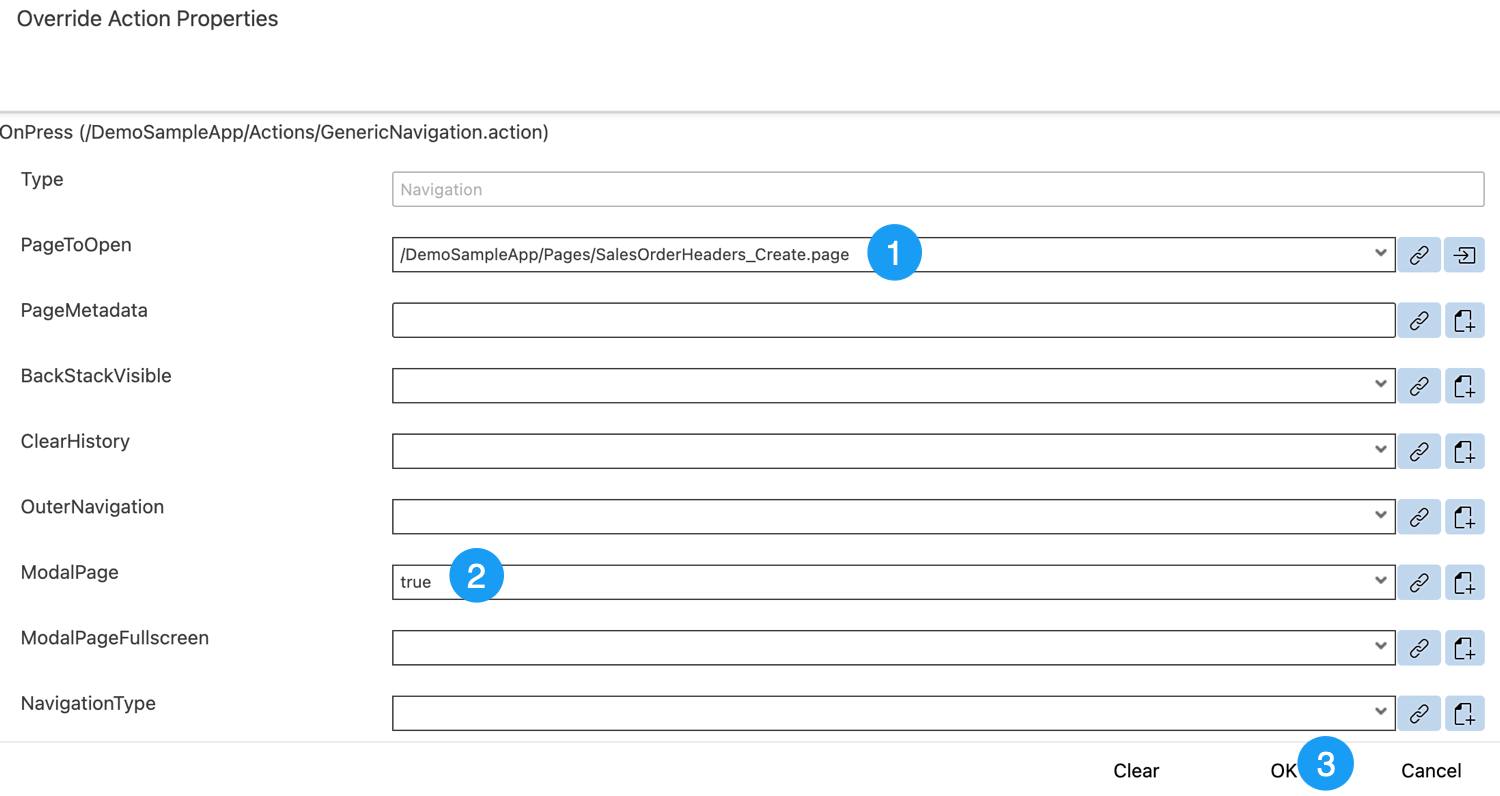 Override Action Properties
OnPress (/DemoSampleApp/Actions/GenericNavigation.action)
Type
Navigation
PageToOpen
/DemoSampleApp/Pages/SalesOrderHeaders_Create.page
1
PageMetadata
BackStackVisible
ClearHistory
OuterNavigation
ModalPage
true
2
ModalPageFullscreen
NavigationType
Clear
OK
3
Cancel